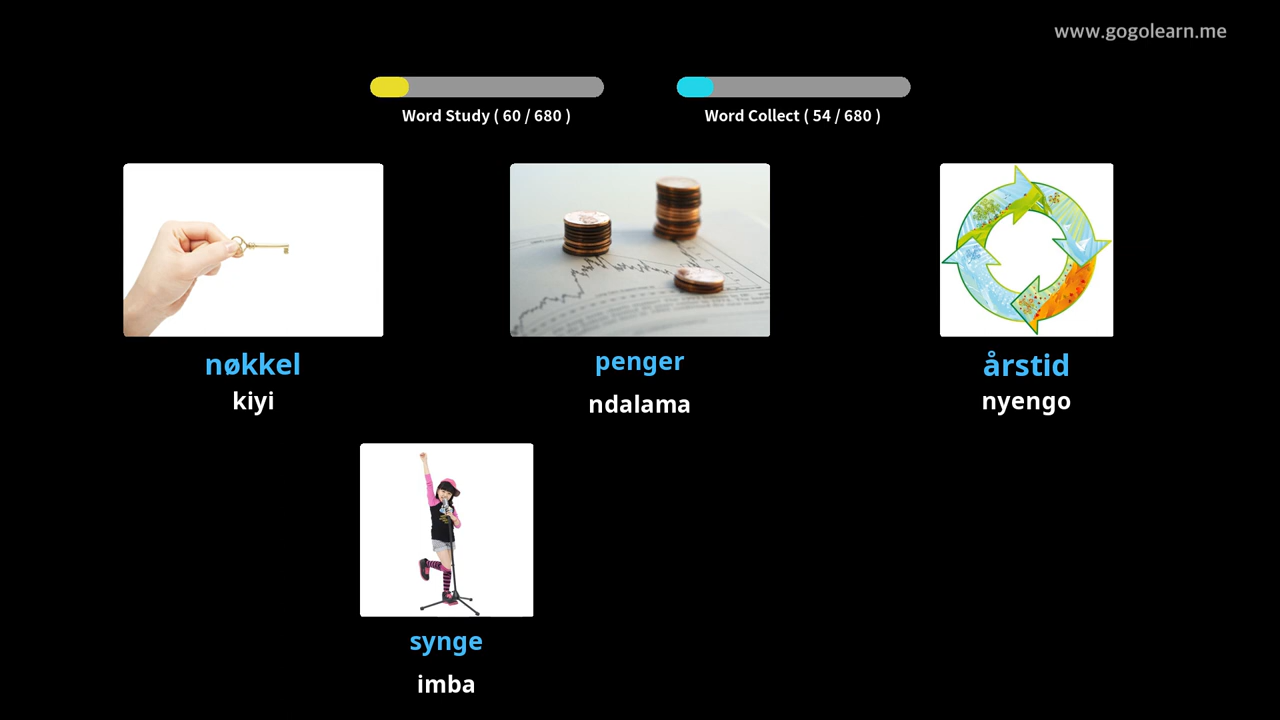 www.gogolearn.me
Word Study ( 60 / 680 )
Word Collect ( 54 / 680 )
nøkkel
kiyi
penger
ndalama
årstid
nyengo
synge
imba